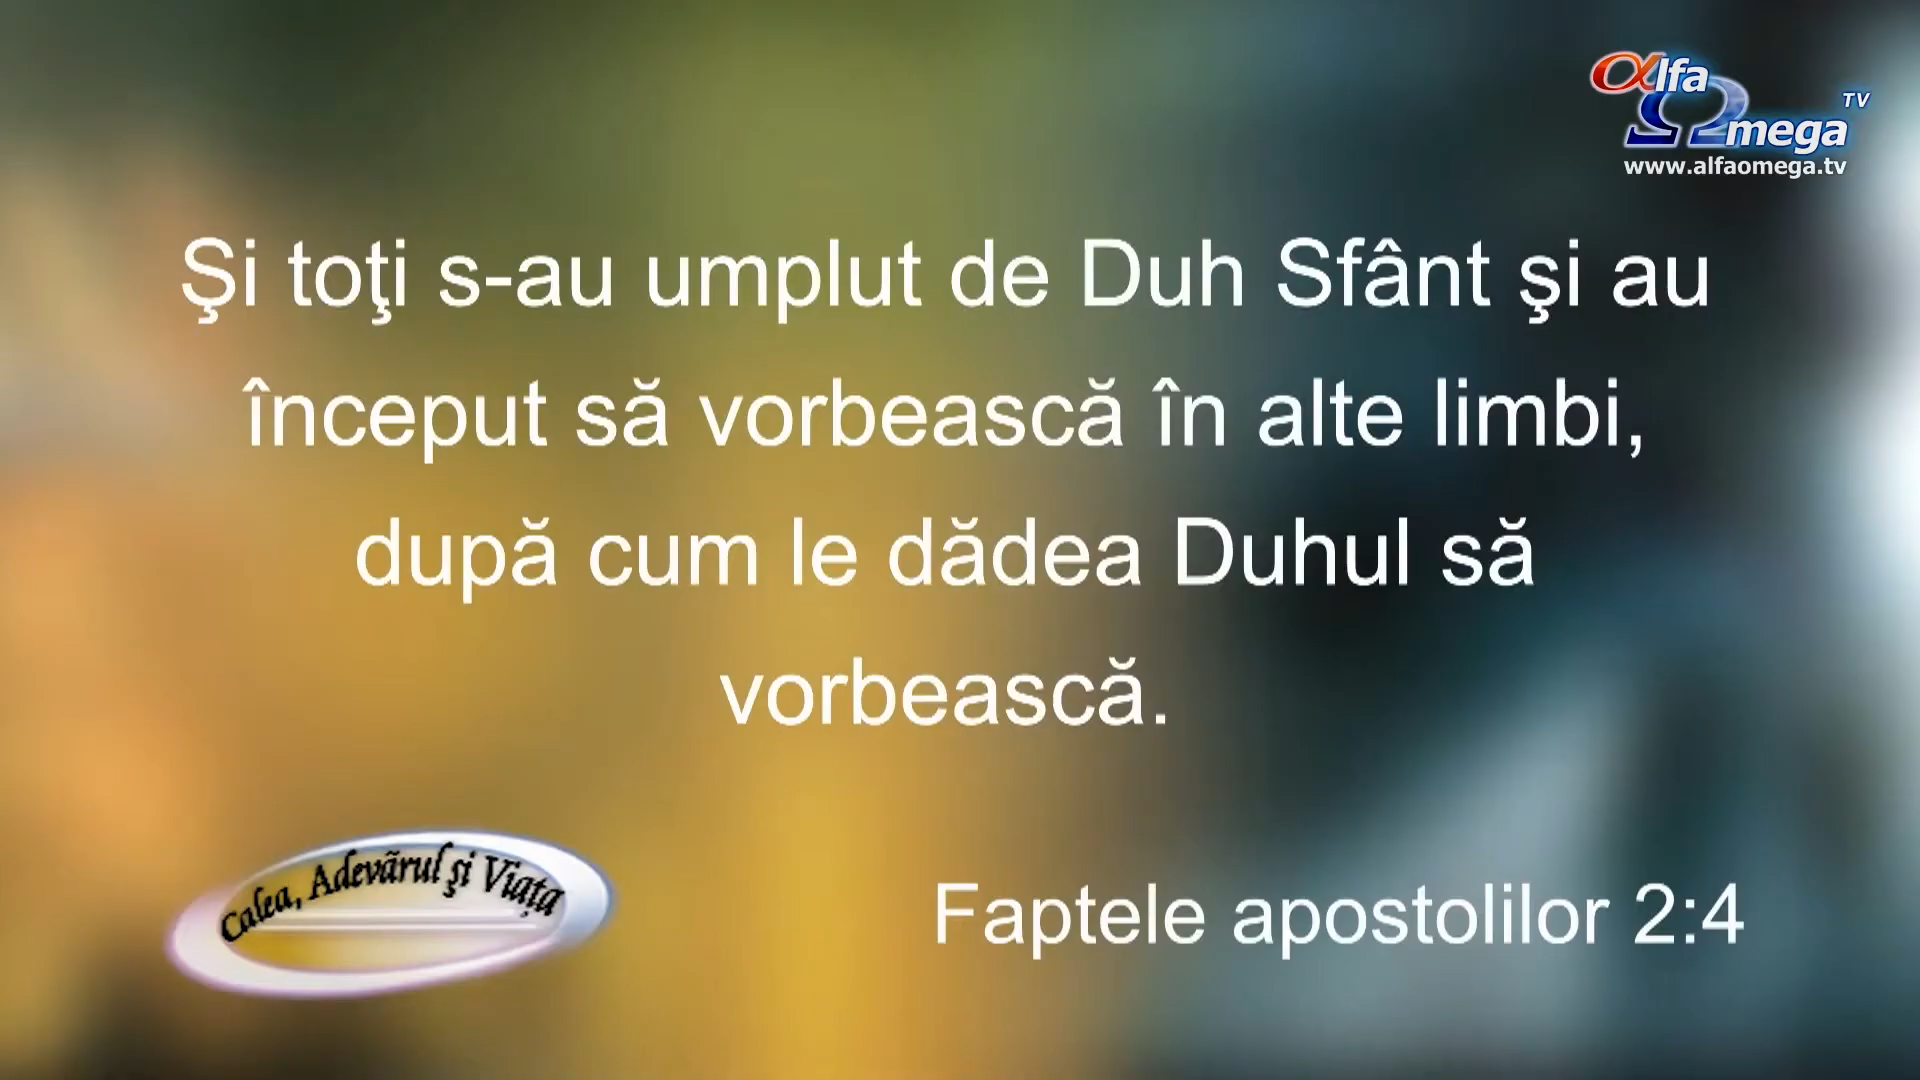 αlfa
Ωmega TV
www.alfaomega.tv
Şi toţi s-au umplut de Duh Sfânt şi au
început să vorbească în alte limbi,
după cum le dădea Duhul să
vorbească.
Calea, Adevărul şi Viaţa
Faptele apostolilor 2:4